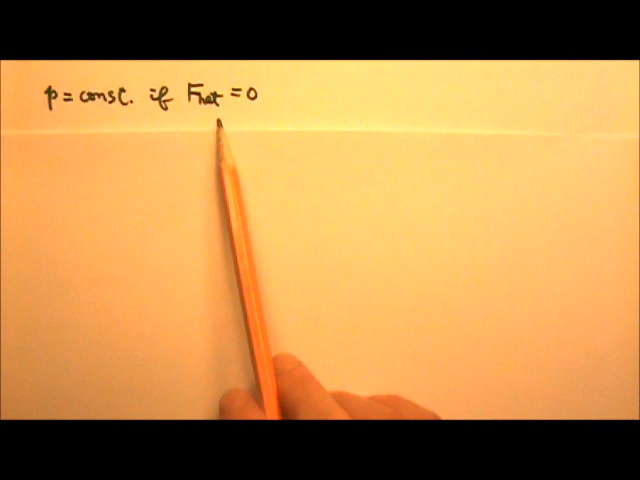 p = const. if Fnet = 0